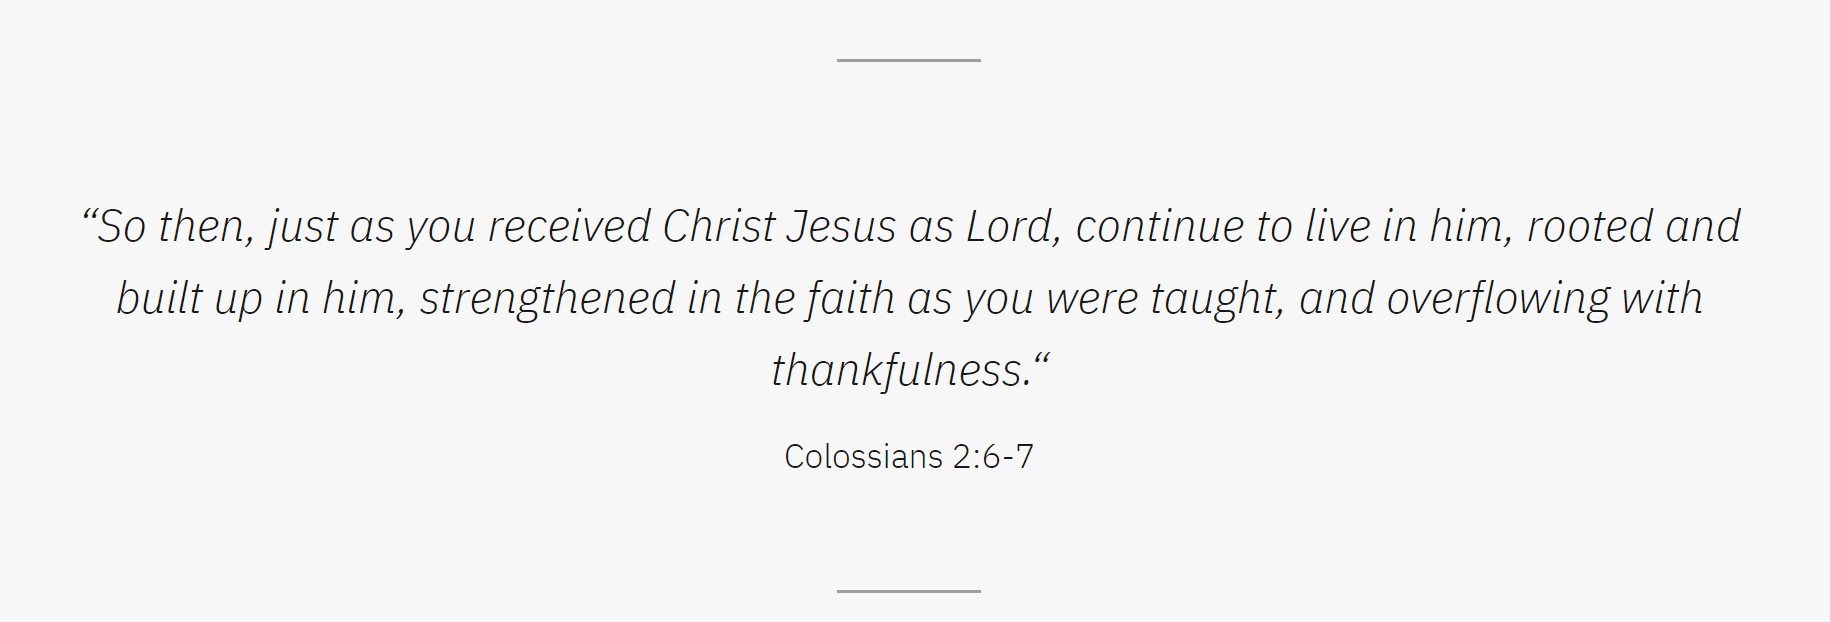 “So then, just as you received Christ Jesus as Lord, continue to live in him, rooted and
built up in him, strengthened in the faith as you were taught, and overflowing with
thankfulness.“
Colossians 2:6-7